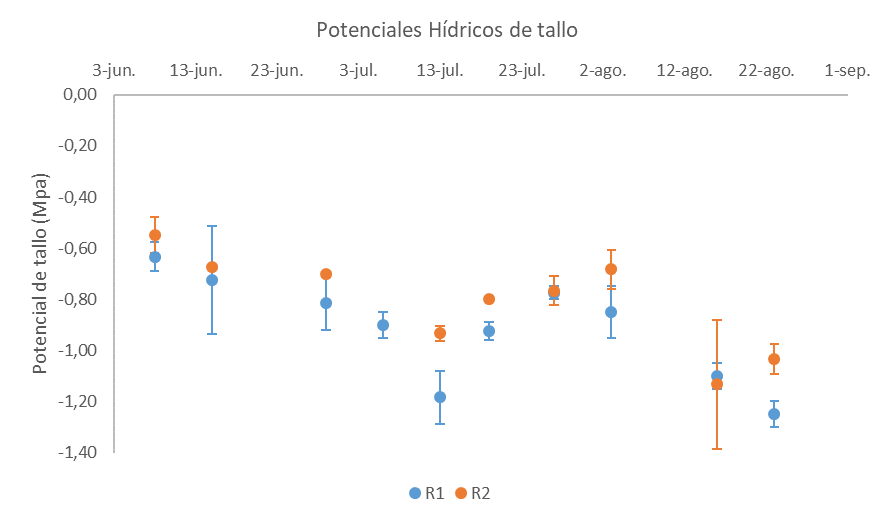 Potenciales Hídricos de tallo
3-jun. 13-jun. 23-jun. 3-jul. 13-jul. 23-jul. 2-ago. 12-ago. 22-ago. 1-sep.
0,00
-0,20
-0,40
-0,60
-0,80
-1,00
-1,20
-1,40
Potencial de tallo (Mpa)
R1 R2